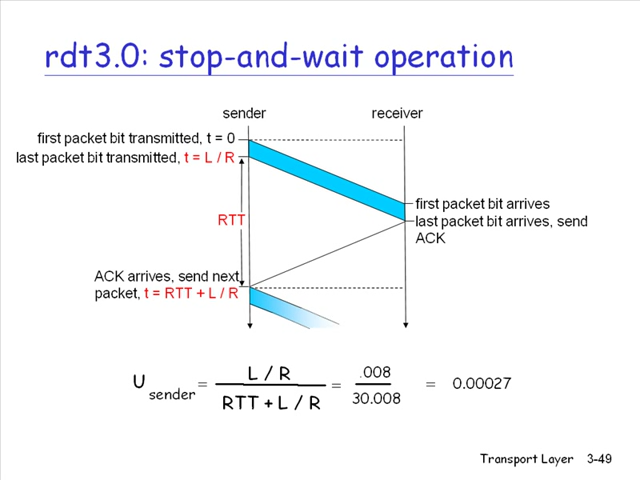 rdt3.0: stop-and-wait operation
sender
receiver
first packet bit transmitted, t = 0
last packet bit transmitted, t = L / R
first packet bit arrives
RTT
last packet bit arrives, send
ACK
ACK arrives, send next
packet, t = RTT + L / R
U sender = L / R / RTT + L / R = .008 / 30.008 = 0.00027
Transport Layer 3-49